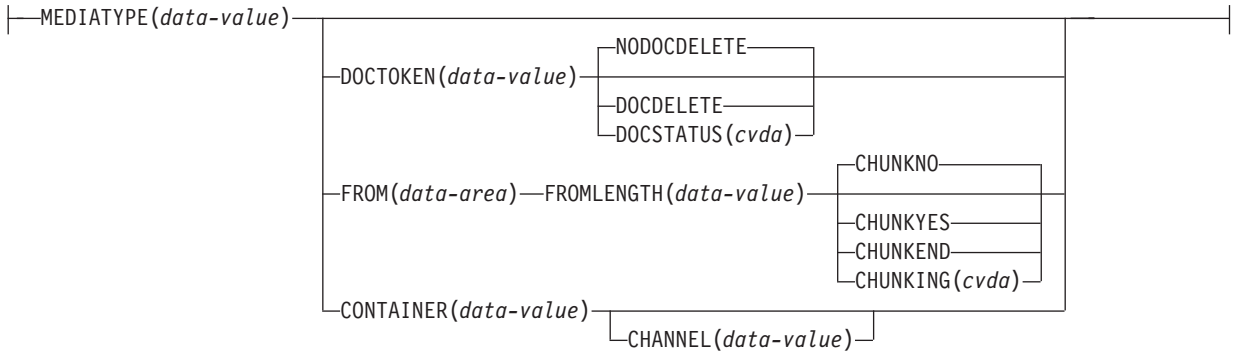 MEDIATYPE(data-value)
NODOCDELETE
DOCTOKEN(data-value)
DOCDELETE
DOCSTATUS(cvda)
CHUNKNO
FROM(data-area) FROMLENGTH(data-value)
CHUNKYES
CHUNKEND
CHUNKING(cvda)
CONTAINER(data-value)
CHANNEL(data-value)